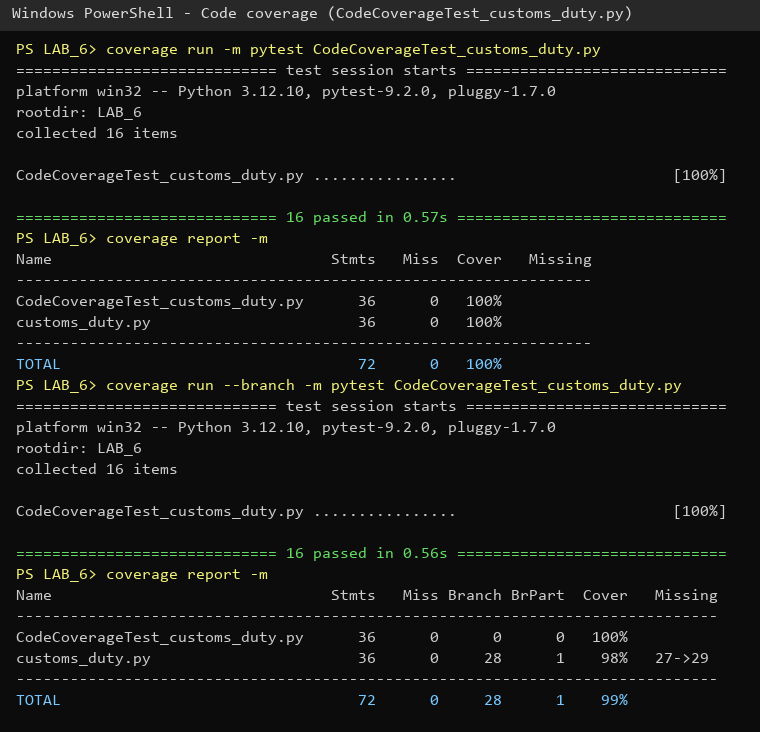 Windows PowerShell - Code coverage (CodeCoverageTest_customs_duty.py)
PS LAB_6> coverage run -m pytest CodeCoverageTest_customs_duty.py
============================= test session starts =============================
platform win32 -- Python 3.12.10, pytest-9.2.0, pluggy-1.7.0
rootdir: LAB_6
collected 16 items
CodeCoverageTest_customs_duty.py ................                        [100%]
============================= 16 passed in 0.57s ==============================
PS LAB_6> coverage report -m
Name                               Stmts   Miss  Cover   Missing
----------------------------------------------------------------
CodeCoverageTest_customs_duty.py      36      0   100%
customs_duty.py                       36      0   100%
----------------------------------------------------------------
TOTAL                                 72      0   100%
PS LAB_6> coverage run --branch -m pytest CodeCoverageTest_customs_duty.py
============================= test session starts =============================
platform win32 -- Python 3.12.10, pytest-9.2.0, pluggy-1.7.0
rootdir: LAB_6
collected 16 items
CodeCoverageTest_customs_duty.py ................                        [100%]
============================= 16 passed in 0.56s ==============================
PS LAB_6> coverage report -m
Name                               Stmts   Miss Branch BrPart  Cover   Missing
------------------------------------------------------------------------------
CodeCoverageTest_customs_duty.py      36      0      0      0   100%
customs_duty.py                       36      0     28      1    98%   27->29
------------------------------------------------------------------------------
TOTAL                                 72      0     28      1    99%